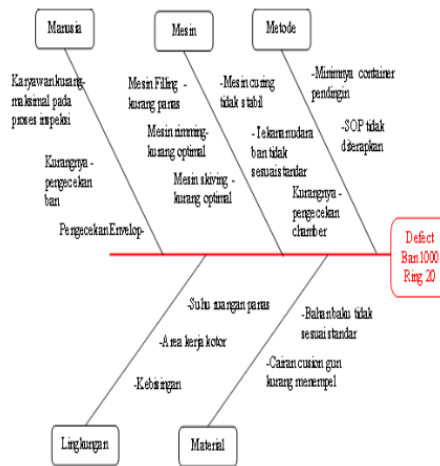 Manusia
Mesin
Metode
Karyawan kurang-
maksimal pada
proses inspeksi
Kurangnya -
pengecekan
ban
Pengecekan Envelop-
Mesin Filling -
kurang panas
Mesin rimming-
kurang optimal
Mesin skiving -
kurang optimal
-Mesin curing
tidak stabil
-Tekanan udara
ban tidak
sesuai standar
Kurangnya -
pengecekan
chamber
-Minimnya container
pendingin
-SOP tidak
diterapkan
Defect
Ban 1000
Ring 20
-Suhu ruangan panas
-Area kerja kotor
-Kebisingan
-Bahan baku tidak
sesuai standar
-Cairan cusion gun
kurang menempel
Lingkungan
Material